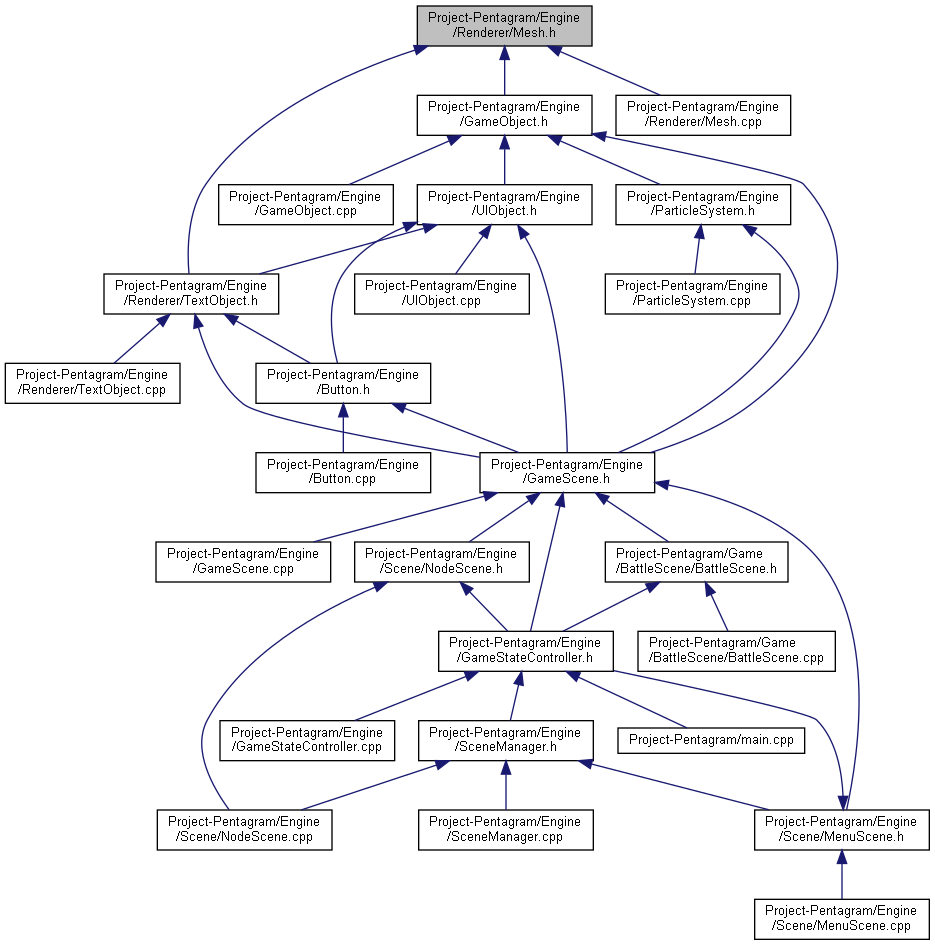 Project-Pentagram/Engine
/Renderer/Mesh.h
Project-Pentagram/Engine
/GameObject.h
Project-Pentagram/Engine
/Renderer/Mesh.cpp
Project-Pentagram/Engine
/GameObject.cpp
Project-Pentagram/Engine
/UIObject.h
Project-Pentagram/Engine
/ParticleSystem.h
Project-Pentagram/Engine
/Renderer/TextObject.h
Project-Pentagram/Engine
/UIObject.cpp
Project-Pentagram/Engine
/ParticleSystem.cpp
Project-Pentagram/Engine
/Renderer/TextObject.cpp
Project-Pentagram/Engine
/Button.h
Project-Pentagram/Engine
/Button.cpp
Project-Pentagram/Engine
/GameScene.h
Project-Pentagram/Engine
/GameScene.cpp
Project-Pentagram/Engine
/Scene/NodeScene.h
Project-Pentagram/Game
/BattleScene/BattleScene.h
Project-Pentagram/Engine
/GameStateController.h
Project-Pentagram/Game
/BattleScene/BattleScene.cpp
Project-Pentagram/Engine
/GameStateController.cpp
Project-Pentagram/Engine
/SceneManager.h
Project-Pentagram/main.cpp
Project-Pentagram/Engine
/Scene/NodeScene.cpp
Project-Pentagram/Engine
/SceneManager.cpp
Project-Pentagram/Engine
/Scene/MenuScene.h
Project-Pentagram/Engine
/Scene/MenuScene.cpp